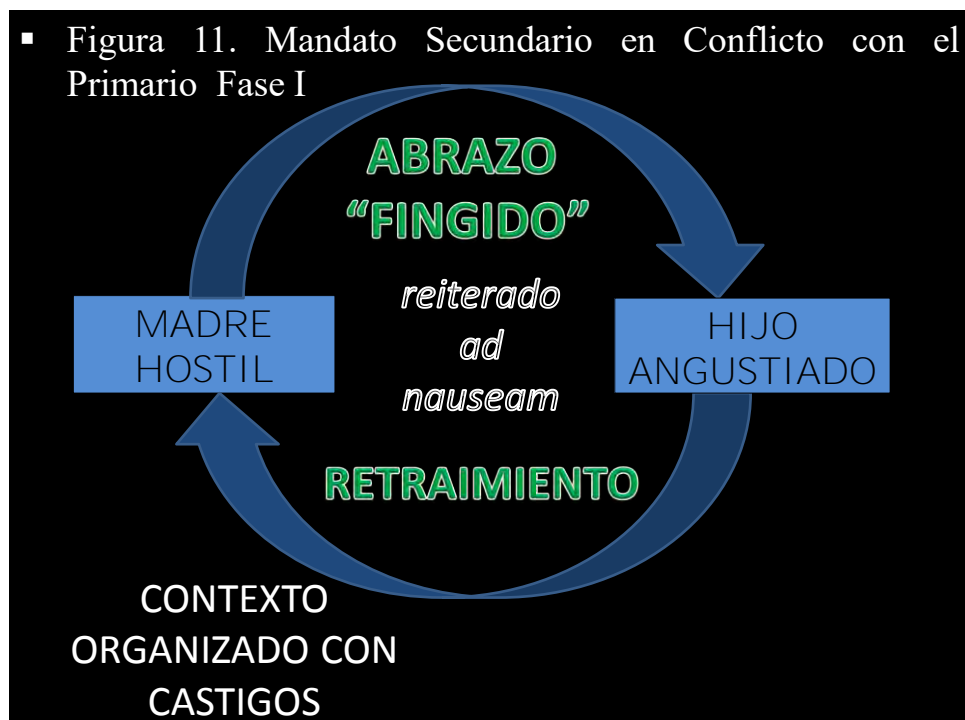 ▪ Figura 11. Mandato Secundario en Conflicto con el
Primario Fase I
ABRAZO
“FINGIDO”
reiterado
ad
nauseam
MADRE
HOSTIL
HIJO
ANGUSTIADO
RETRAIMIENTO
CONTEXTO
ORGANIZADO CON
CASTIGOS